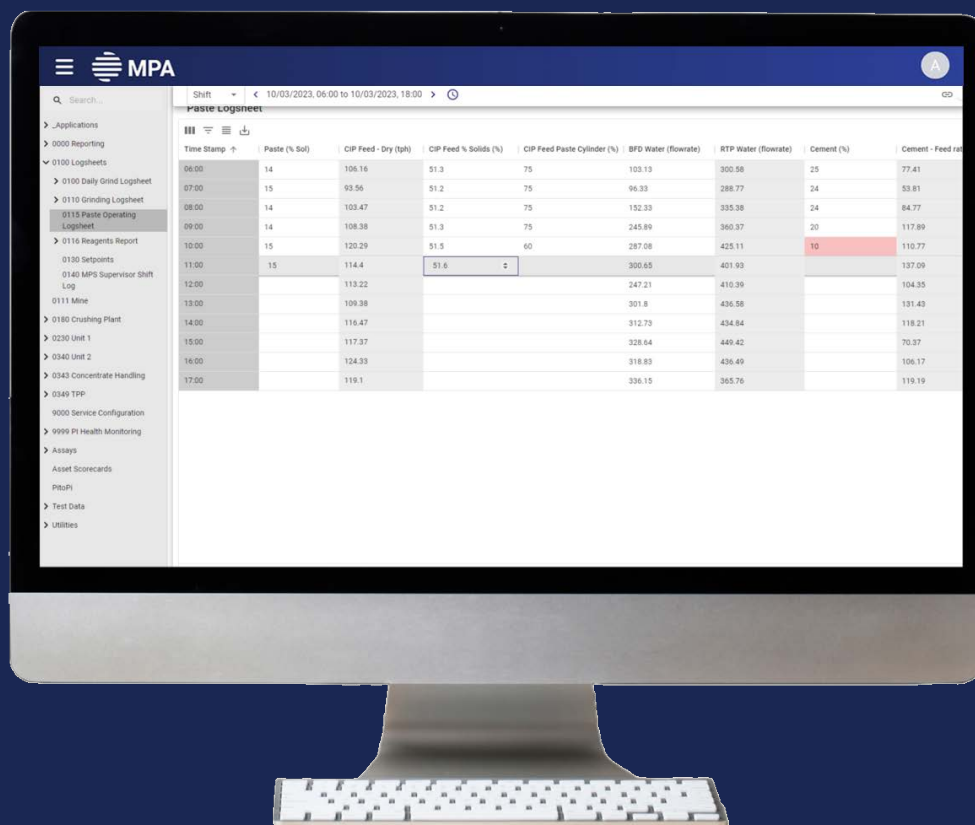 MPA
A
Search...
Shift 10/03/2023, 06:00 to 10/03/2023, 18:00
Paste Logsheet
_Applications
0000 Reporting
0100 Logsheets
0100 Daily Grind Logsheet
0110 Grinding Logsheet
0115 Paste Operating
Logsheet
0116 Reagents Report
0130 Setpoints
0140 MPS Supervisor Shift
Log
0111 Mine
0180 Crushing Plant
0230 Unit 1
0340 Unit 2
0343 Concentrate Handling
0349 TPP
9000 Service Configuration
9999 PI Health Monitoring
Assays
Asset Scorecards
PitoPi
Test Data
Utilities
Time Stamp Paste (% Sol) CIP Feed - Dry (tph) CIP Feed % Solids (%) CIP Feed Paste Cylinder (%) BFD Water (flowrate) RTP Water (flowrate) Cement (%) Cement - Feed rat
06:00 14 106.16 51.3 75 103.13 300.58 25 77.41
07:00 15 93.56 51.2 75 96.33 288.77 24 53.81
08:00 14 103.47 51.2 75 152.33 335.38 24 84.77
09:00 14 108.38 51.3 75 245.89 360.37 20 117.89
10:00 15 120.29 51.5 60 287.08 425.11 10 110.77
11:00 15 114.4 51.6 300.65 401.93 137.09
12:00 113.22 247.21 410.39 104.35
13:00 109.38 301.8 436.58 131.43
14:00 116.47 312.73 434.84 118.21
15:00 117.37 328.64 449.42 70.37
16:00 124.33 318.83 436.49 106.17
17:00 119.1 336.15 365.76 119.19